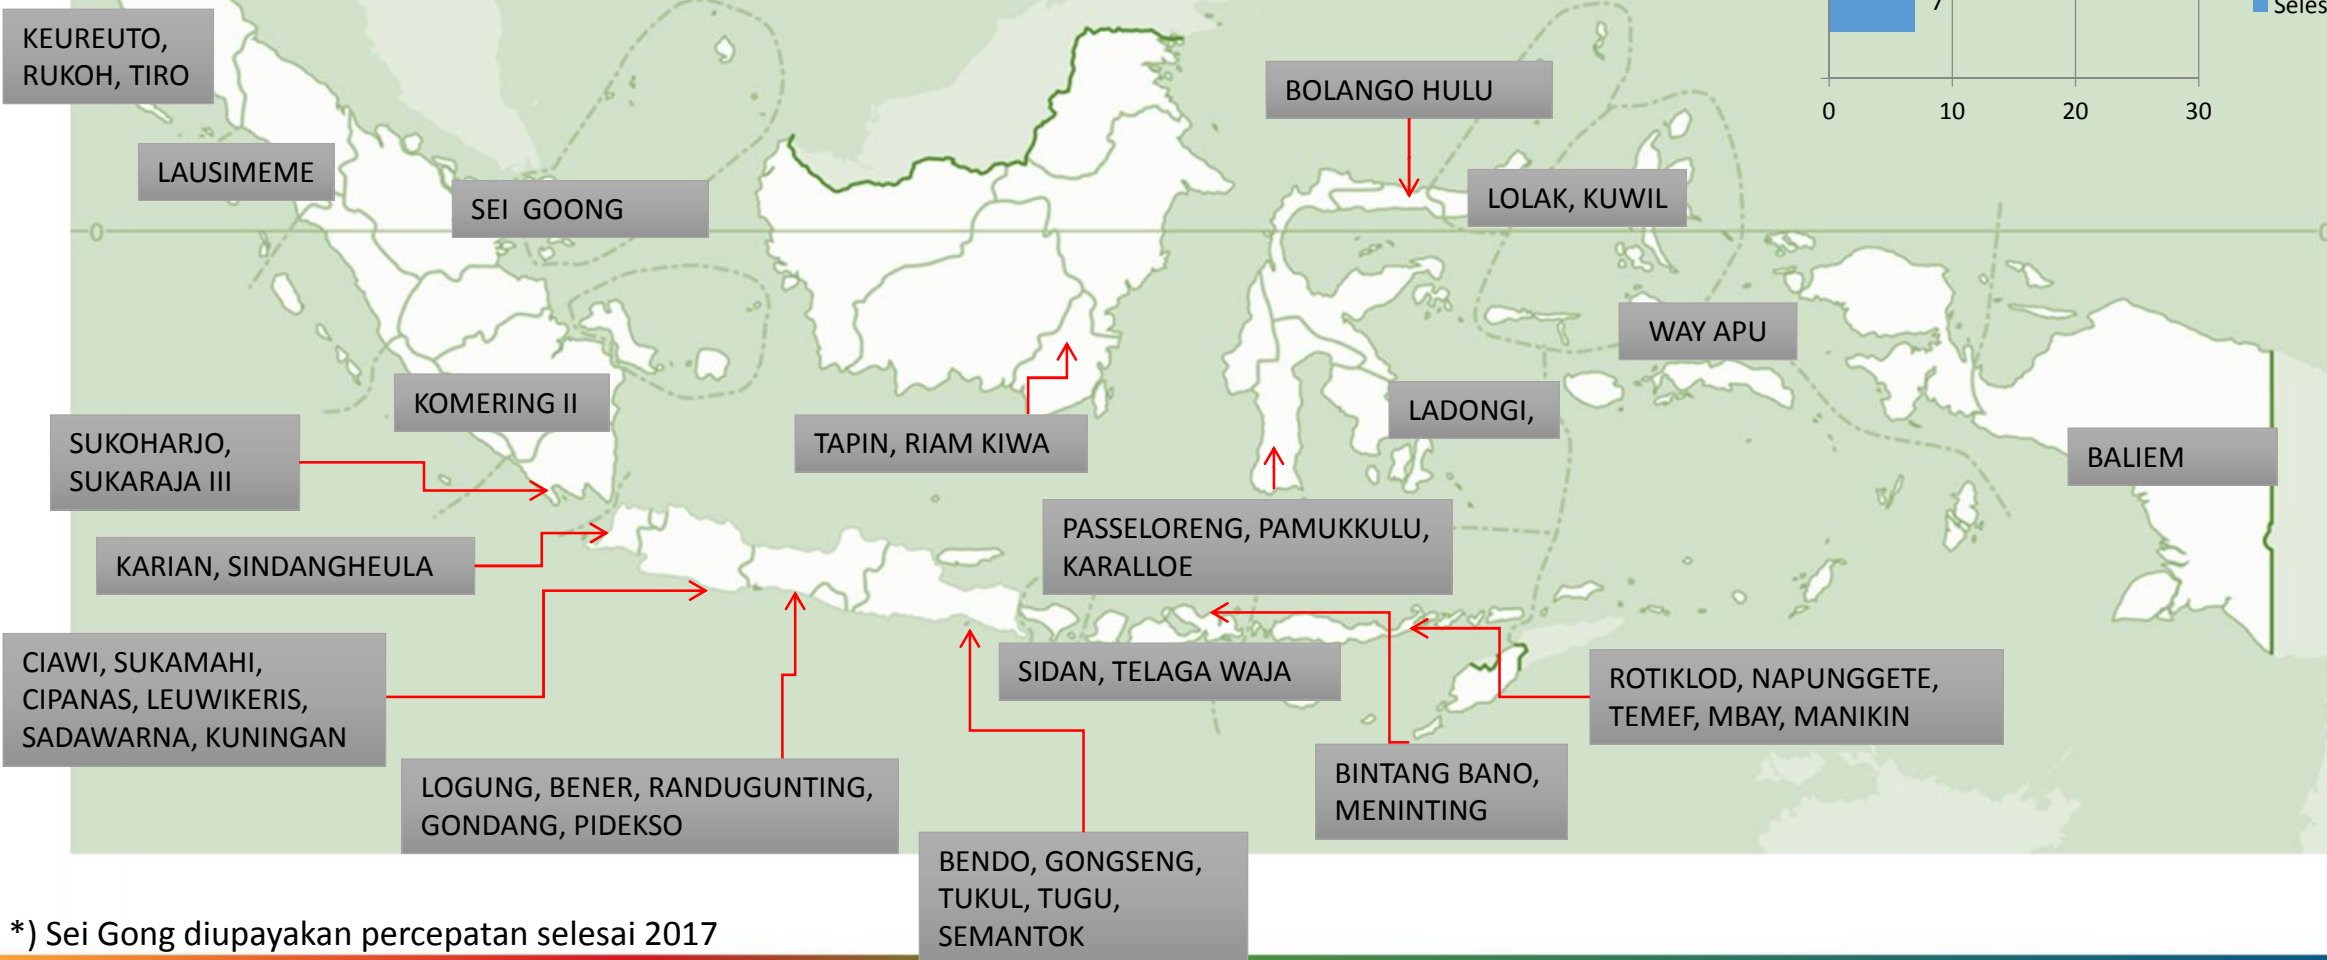 7
Seles
0
10
20
30
KEUREUTO,
RUKOH, TIRO
BOLANGO HULU
LAUSIMEME
SEI GOONG
LOLAK, KUWIL
0
WAY APU
KOMERING II
LADONGI,
SUKOHARJO,
SUKARAJA III
TAPIN, RIAM KIWA
BALIEM
PASSELORENG, PAMUKKULU,
KARALLOE
KARIAN, SINDANGHEULA
CIAWI, SUKAMAHI,
CIPANAS, LEUWIKERIS,
SADAWARNA, KUNINGAN
SIDAN, TELAGA WAJA
ROTIKLOD, NAPUNGGETE,
TEMEF, MBAY, MANIKIN
LOGUNG, BENER, RANDUGUNTING,
GONDANG, PIDEKSO
BINTANG BANO,
MENINTING
BENDO, GONGSENG,
TUKUL, TUGU,
SEMANTOK
*) Sei Gong diupayakan percepatan selesai 2017